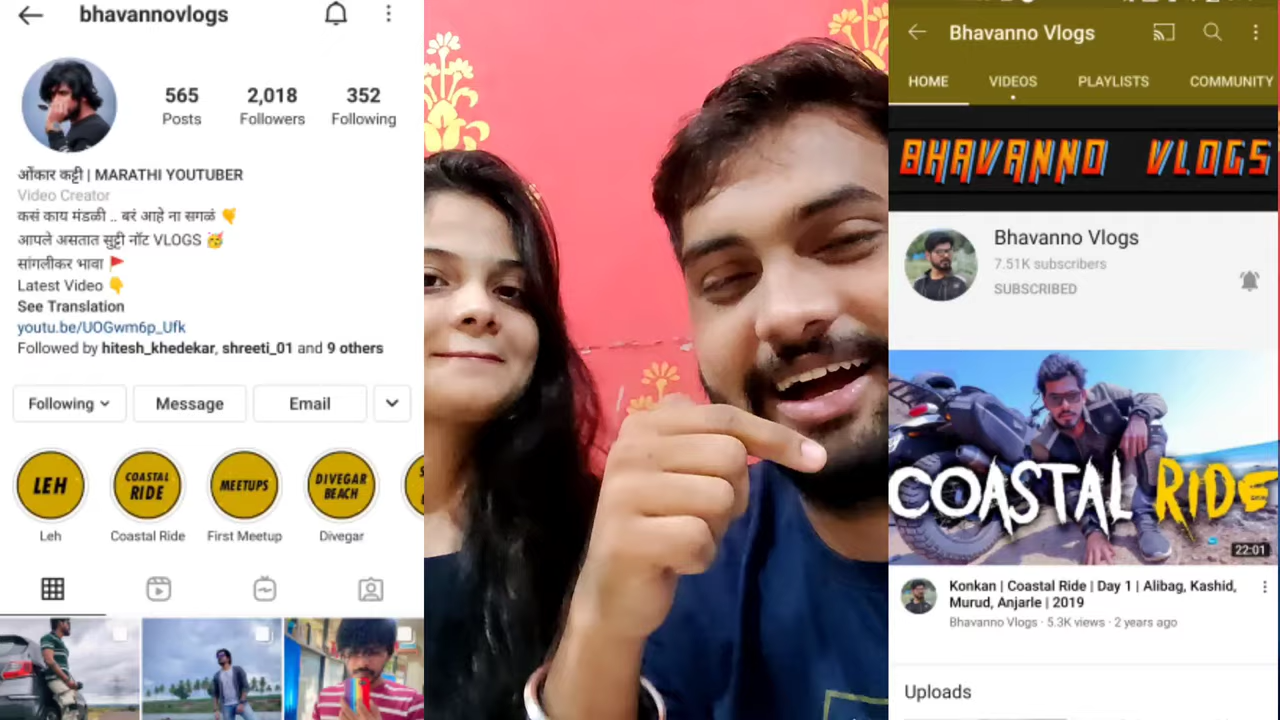 bhavannovlogs
565
2,018
352
Posts
Followers
Following
ओंकार कट्टी | MARATHI YOUTUBER
Video Creator
कसं काय मंडळी .. बरं आहे ना सगळं
आपले असतात सुट्टी नॉट VLOGS
सांगलीकर भावा
Latest Video
See Translation
youtu.be/UOGwm6p_Ufk
Followed by hitesh_khedekar, shreeti_01 and 9 others
Following
Message
Email
LEH
COASTAL
RIDE
MEETUPS
DIVEGAR
BEACH
Leh
Coastal Ride
First Meetup
Divegar
Bhavanno Vlogs
HOME
VIDEOS
PLAYLISTS
COMMUNITY
BHAVANNO VLOGS
Bhavanno Vlogs
7.51K subscribers
SUBSCRIBED
COASTAL RIDE
22:01
Konkan | Coastal Ride | Day 1 | Alibag, Kashid,
Murud, Anjarle | 2019
Bhavanno Vlogs · 5.3K views · 2 years ago
Uploads